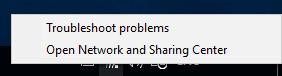 Troubleshoot problems
Open Network and Sharing Center